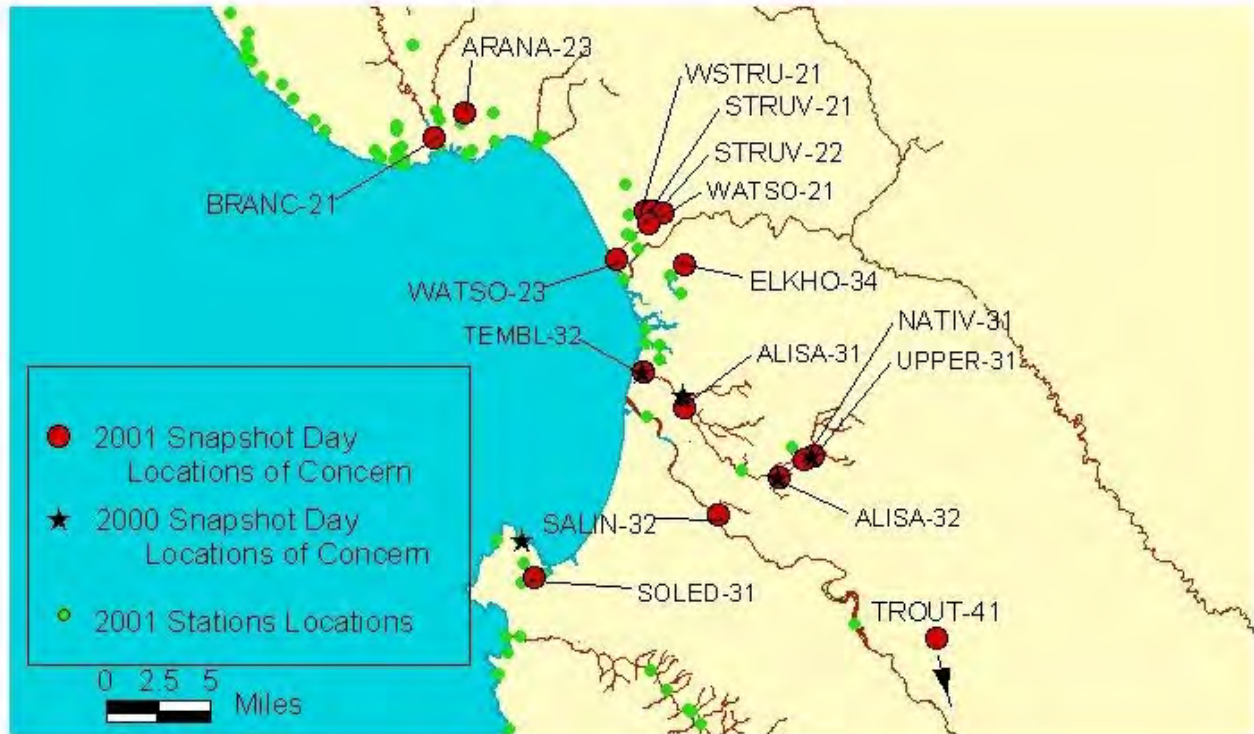 ARANA-23
WSTRU-21
STRUV-21
STRUV-22
WATSO-21
BRANC-21
WATSO-23
ELKHO-34
TEMBL-32
NATIV-31
ALISA-31
UPPER-31
2001 Snapshot Day
Locations of Concern
2000 Snapshot Day
Locations of Concern
2001 Stations Locations
SALIN-32
ALISA-32
SOLED-31
TROUT-41
0 2.5 5
Miles